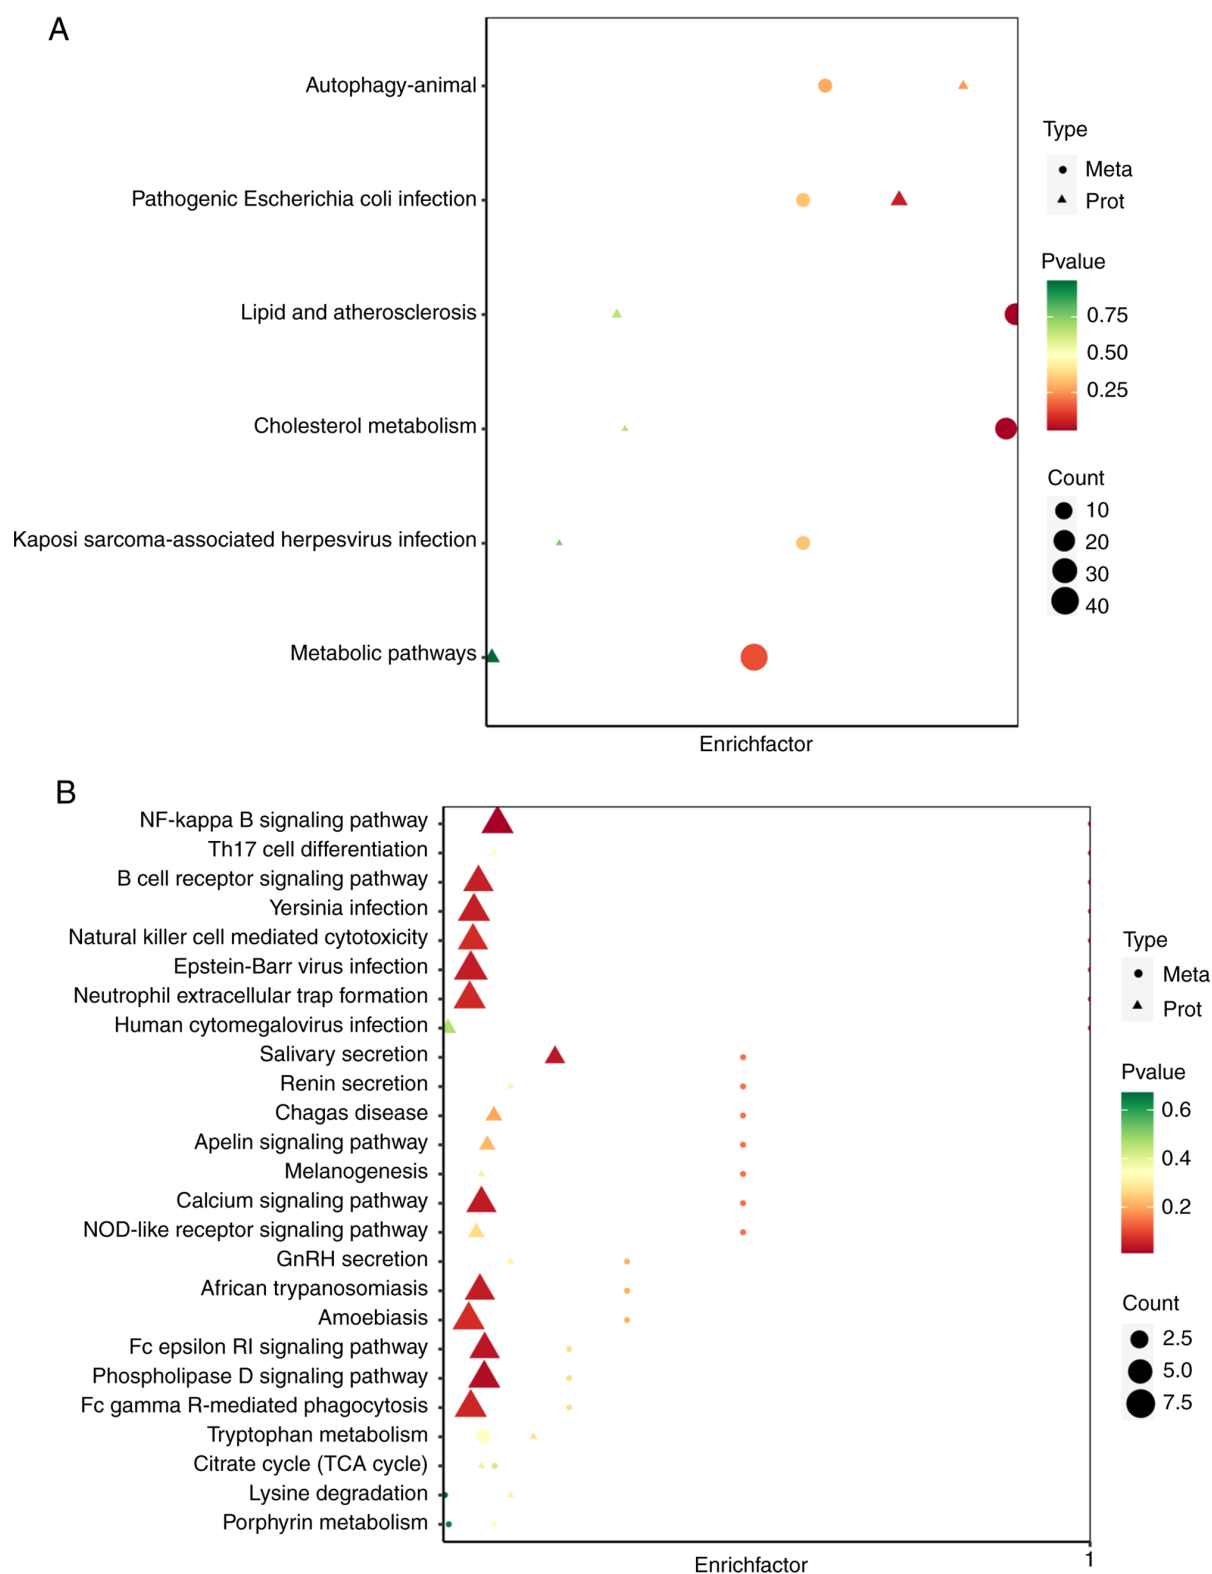 A
Autophagy-animal
Pathogenic Escherichia coli infection
Lipid and atherosclerosis
Cholesterol metabolism
Kaposi sarcoma-associated herpesvirus infection
Metabolic pathways
Enrichfactor
Type
Meta
Prot
Pvalue
0.75
0.50
0.25
Count
10
20
30
40
B
NF-kappa B signaling pathway
Th17 cell differentiation
B cell receptor signaling pathway
Yersinia infection
Natural killer cell mediated cytotoxicity
Epstein-Barr virus infection
Neutrophil extracellular trap formation
Human cytomegalovirus infection
Salivary secretion
Renin secretion
Chagas disease
Apelin signaling pathway
Melanogenesis
Calcium signaling pathway
NOD-like receptor signaling pathway
GnRH secretion
African trypanosomiasis
Amoebiasis
Fc epsilon RI signaling pathway
Phospholipase D signaling pathway
Fc gamma R-mediated phagocytosis
Tryptophan metabolism
Citrate cycle (TCA cycle)
Lysine degradation
Porphyrin metabolism
Enrichfactor
1
Type
Meta
Prot
Pvalue
0.6
0.4
0.2
Count
2.5
5.0
7.5